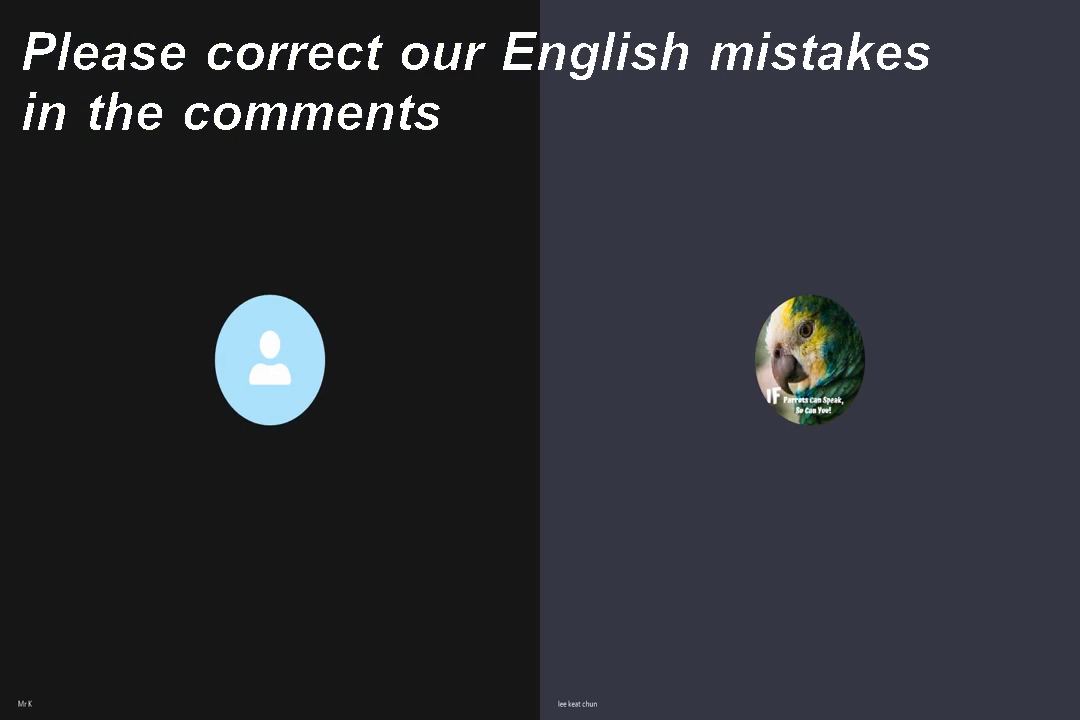 Please correct our English mistakes
in the comments
IF Parrots Can Speak,
So Can You!
Mr K
lee keat chun